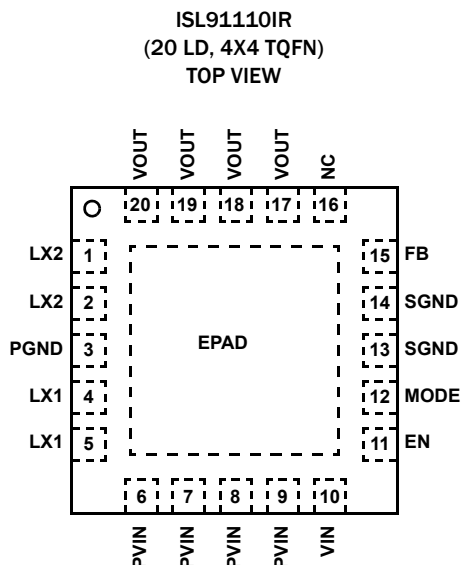 ISL91110IR
(20 LD, 4X4 TQFN)
TOP VIEW
VOUT VOUT VOUT VOUT NC
20 19 18 17 16
LX2 1 15 FB
LX2 2 14 SGND
PGND 3 EPAD 13 SGND
LX1 4 12 MODE
LX1 5 11 EN
6 7 8 9 10
PVIN PVIN PVIN PVIN VIN